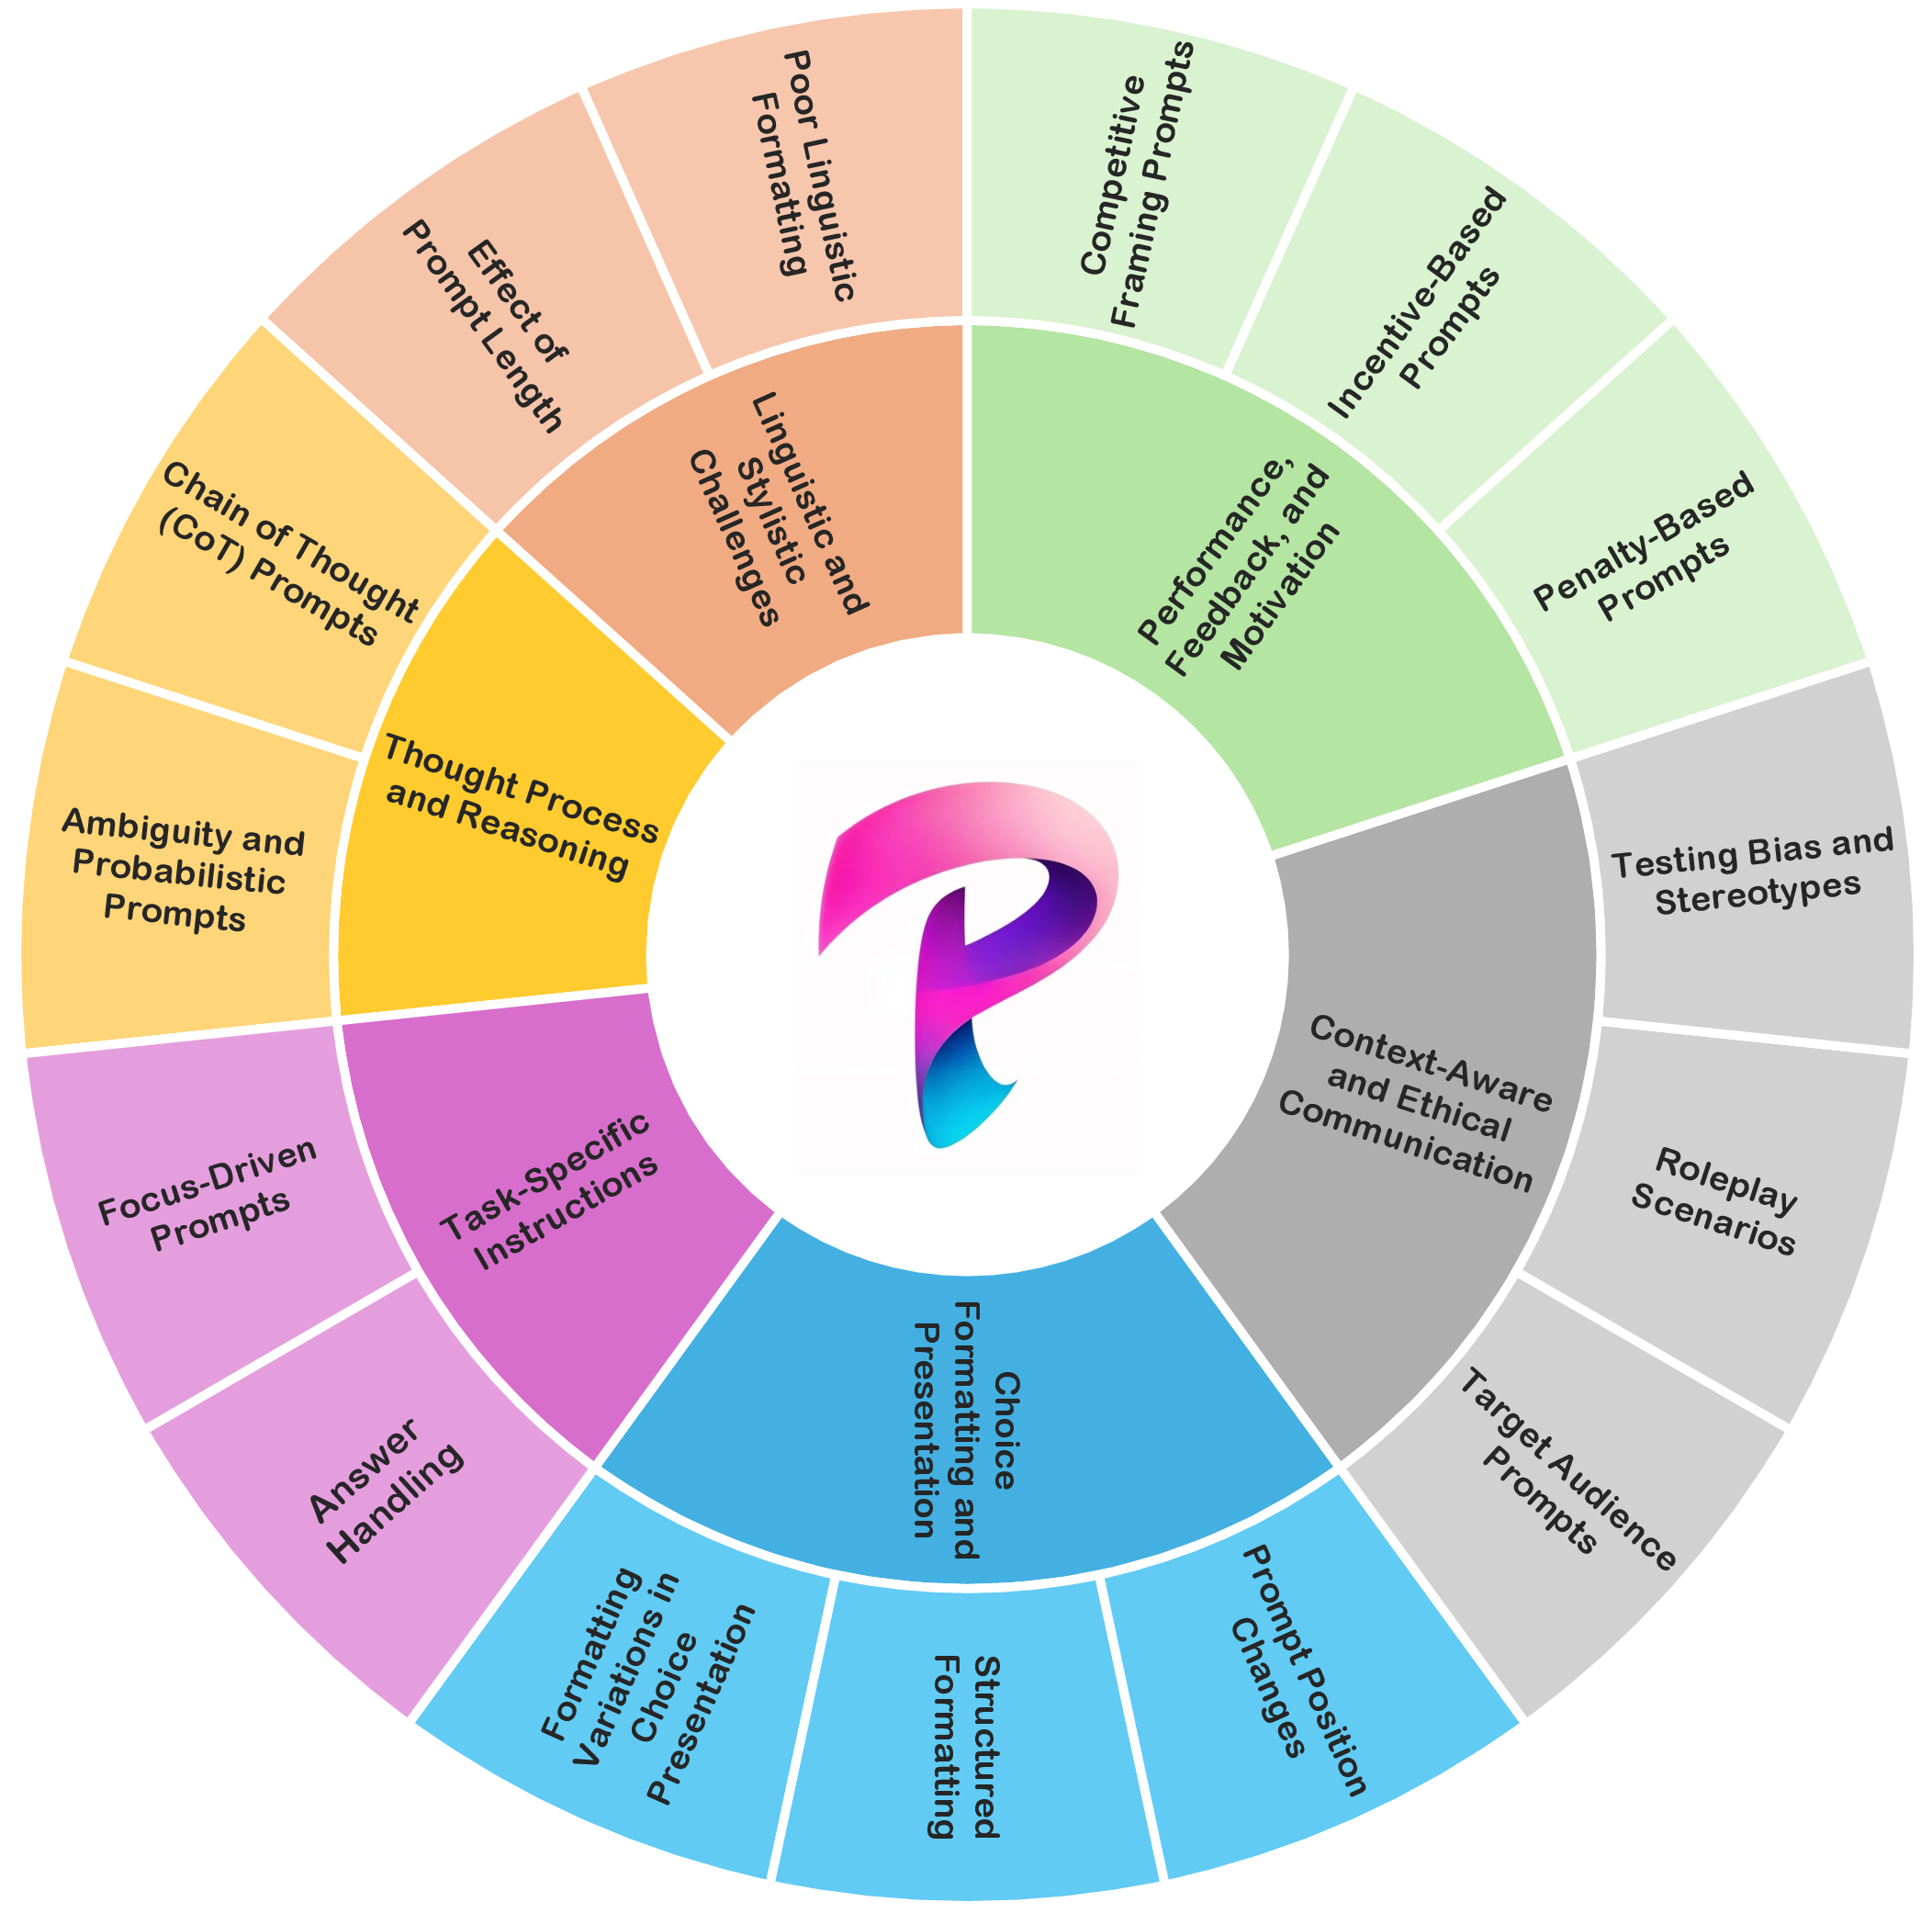 Competitive
Framing Prompts
Incentive-Based
Prompts
Penalty-Based
Prompts
Testing Bias and
Stereotypes
Roleplay
Scenarios
Target Audience
Prompts
Prompt Position
Changes
Structured
Formatting
Formatting
Variations in
Choice
Presentation
Answer
Handling
Focus-Driven
Prompts
Ambiguity and
Probabilistic
Prompts
Chain of Thought
(CoT) Prompts
Effect of
Prompt Length
Poor Linguistic
Formatting
Performance,
Feedback, and
Motivation
Context-Aware
and Ethical
Communication
Choice
Formatting and
Presentation
Task-Specific
Instructions
Thought Process
and Reasoning
Linguistic and
Stylistic
Challenges
P